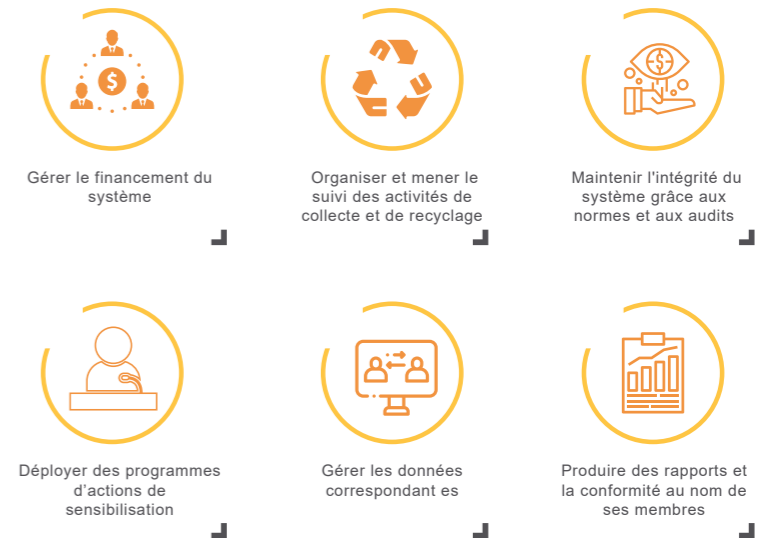 Gérer le financement du
système
Organiser et mener le
suivi des activités de
collecte et de recyclage
Maintenir l'intégrité du
système grâce aux
normes et aux audits
Déployer des programmes
d'actions de
sensibilisation
Gérer les données
correspondant es
Produire des rapports et
la conformité au nom de
ses membres